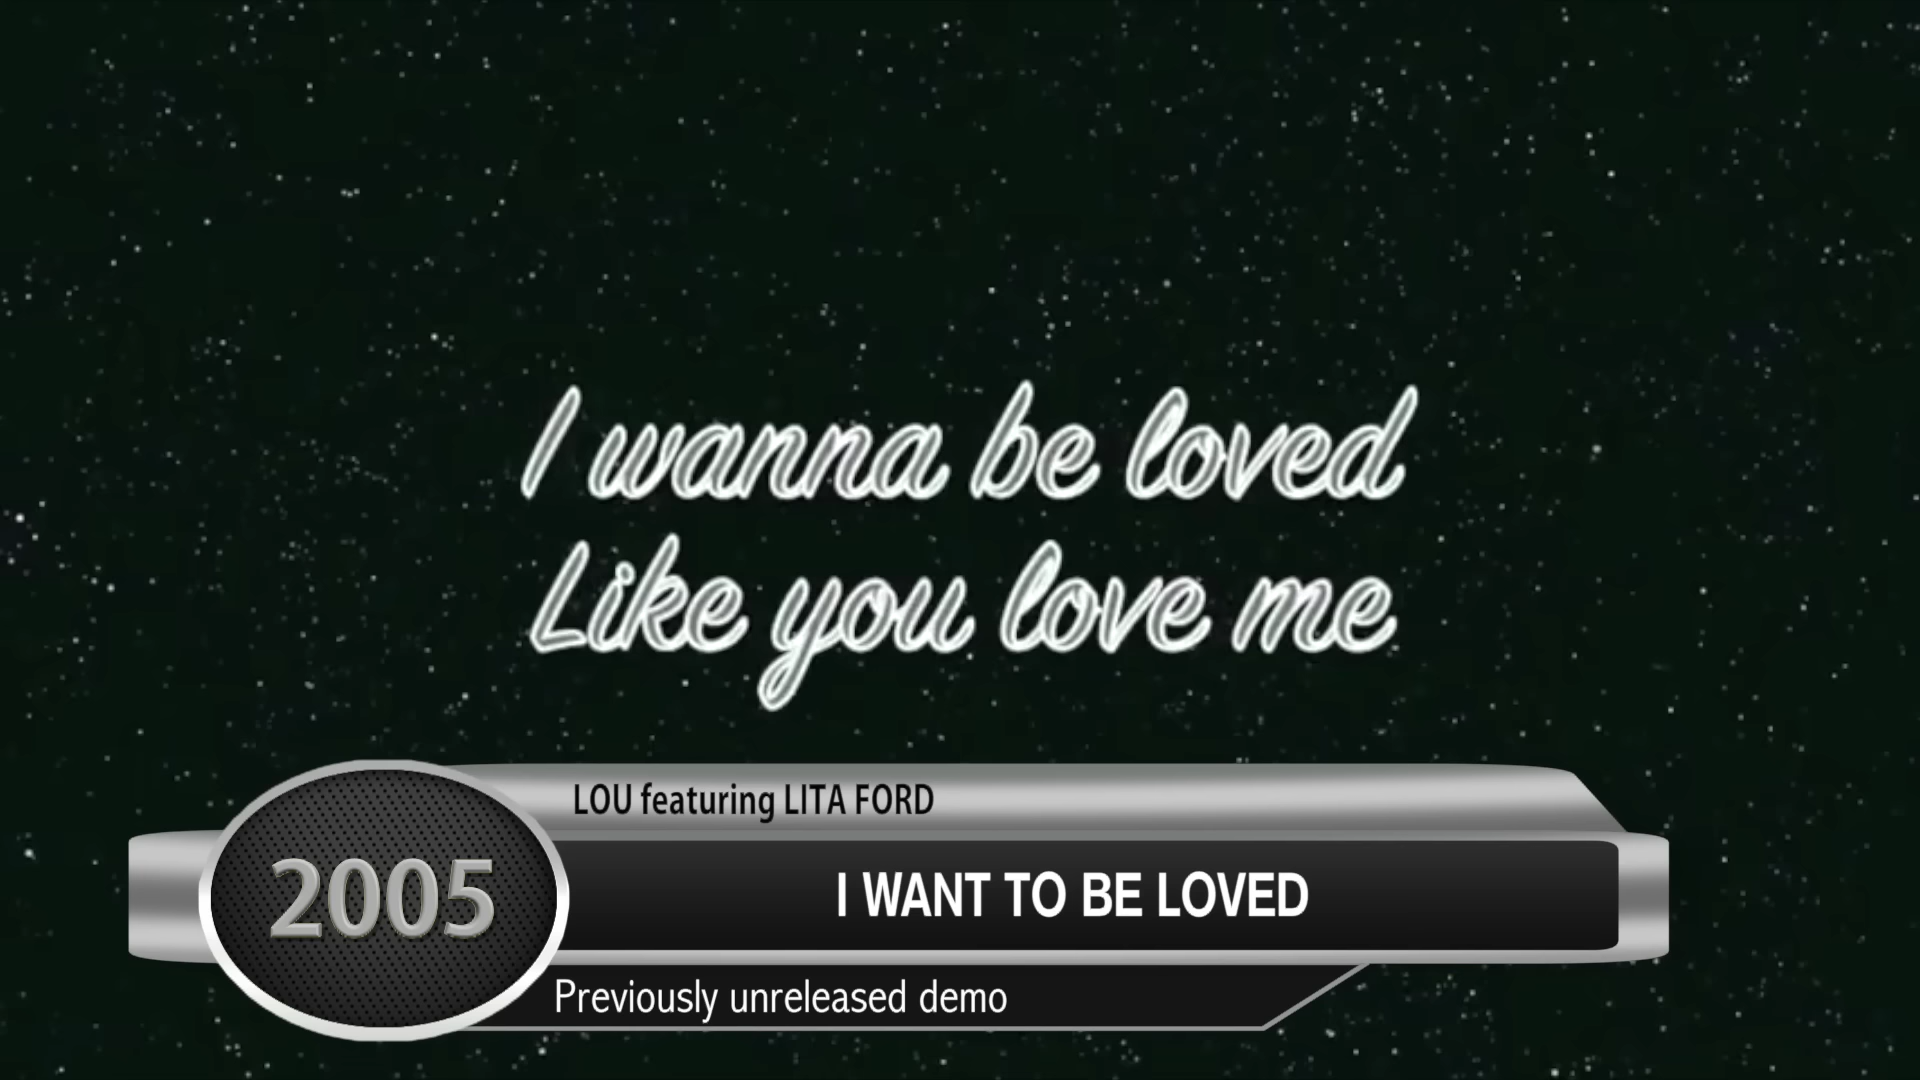 I wanna be loved
Like you love me
LOU featuring LITA FORD
2005
I WANT TO BE LOVED
Previously unreleased demo